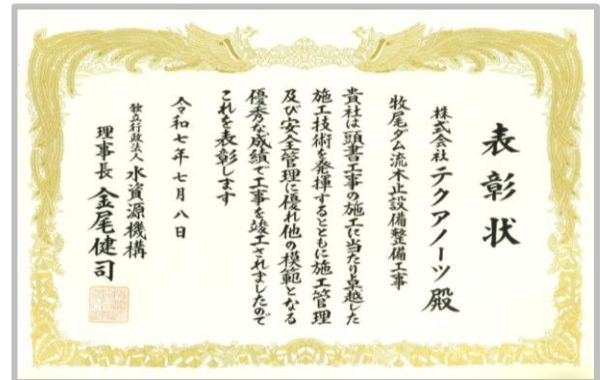 表彰状
株式会社 テクアノーツ 殿
牧尾ダム流木止設備整備工事
貴社は頭書工事の施工に当たり卓越した
施工技術を発揮するとともに施工管理
及び安全管理に優れ他の模範となる
優秀な成績で工事を竣工されましたので
これを表彰します
令和七年七月八日
独立行政法人 水資源機構
理事長 金尾健司